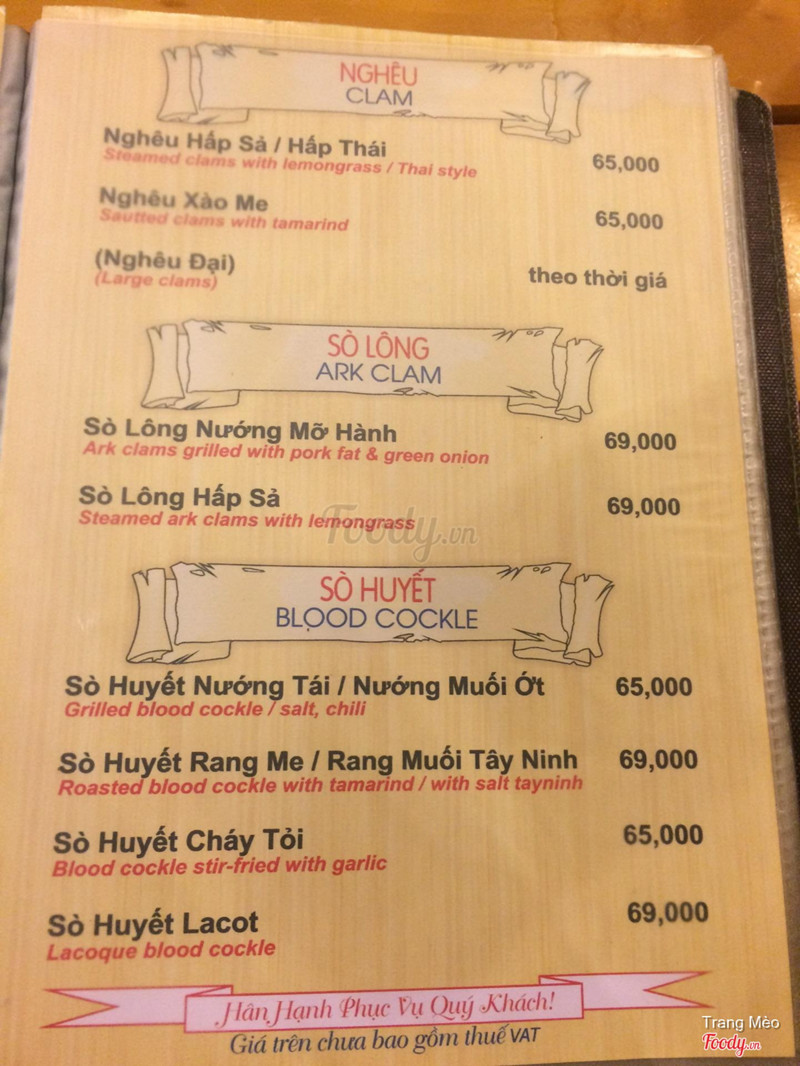 NGHÊU
CLAM
Nghêu Hấp Sả / Hấp Thái 65,000
Steamed clams with lemongrass / Thai style
Nghêu Xào Me 65,000
Sautted clams with tamarind
(Nghêu Đại) theo thời giá
(Large clams)
SÒ LÔNG
ARK CLAM
Sò Lông Nướng Mỡ Hành 69,000
Ark clams grilled with pork fat & green onion
Sò Lông Hấp Sả 69,000
Steamed ark clams with lemongrass
Foody.vn
SÒ HUYẾT
BLOOD COCKLE
Sò Huyết Nướng Tái / Nướng Muối Ớt 65,000
Grilled blood cockle / salt, chili
Sò Huyết Rang Me / Rang Muối Tây Ninh 69,000
Roasted blood cockle with tamarind / with salt tayninh
Sò Huyết Cháy Tỏi 65,000
Blood cockle stir-fried with garlic
Sò Huyết Lacot 69,000
Lacoque blood cockle
Hân Hạnh Phục Vụ Quý Khách!
Giá trên chưa bao gồm thuế VAT
Trang Mèo
Foody.vn